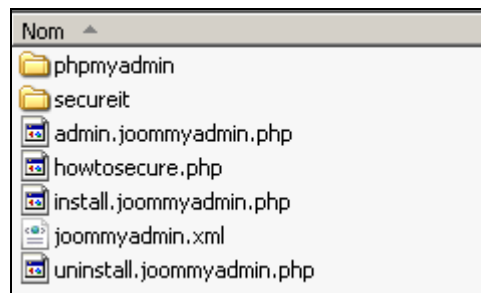 Nom
phpmyadmin
secureit
admin.joommyadmin.php
howtosecure.php
install.joommyadmin.php
joommyadmin.xml
uninstall.joommyadmin.php